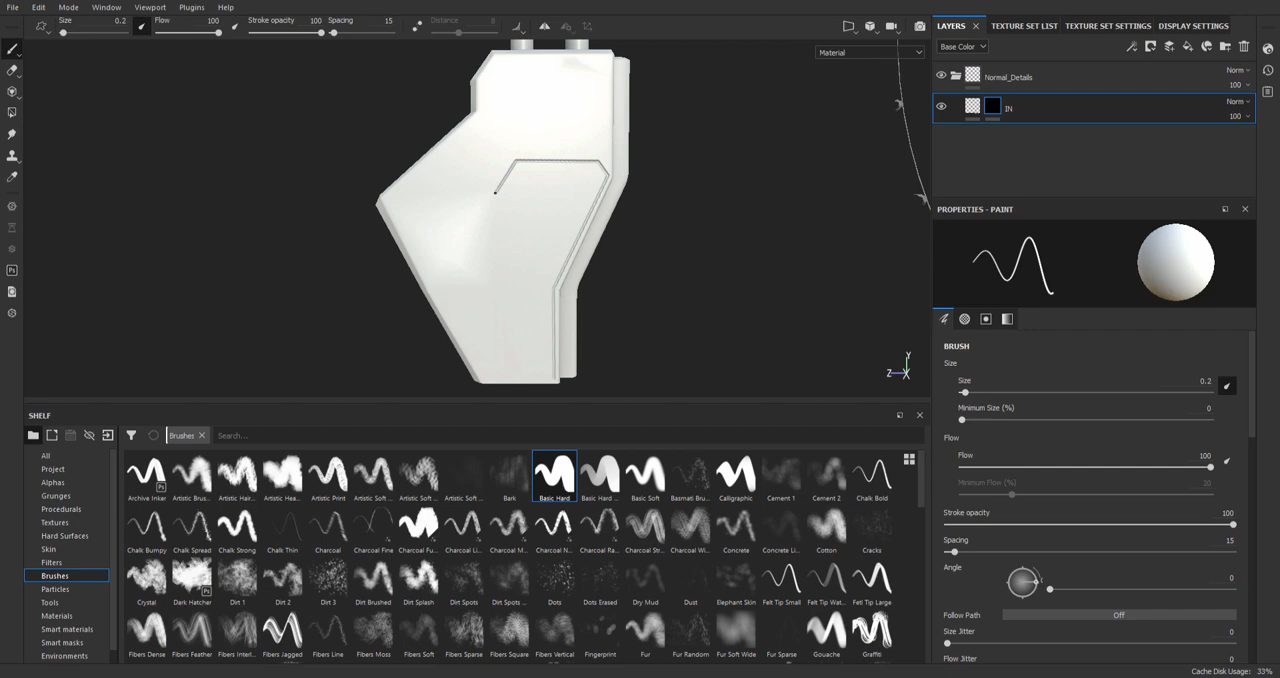 File Edit Mode Window Viewport Plugins Help
Size 0.2 Flow 100 Stroke opacity 100 Spacing 15 Distance 8
Material
LAYERS TEXTURE SET LIST TEXTURE SET SETTINGS DISPLAY SETTINGS
Base Color
Normal_Details Norm
100
IN Norm
100
PROPERTIES - PAINT
BRUSH
Size
Size 0.2
Minimum Size (%) 0
Flow
Flow 100
Minimum Flow (%) 20
Stroke opacity 100
Spacing 15
Angle 0
Follow Path Off
Size Jitter 0
Flow Jitter 0
Y
Z X
SHELF
Brushes Search...
All
Project
Alphas
Grunges
Procedurals
Textures
Hard Surfaces
Skin
Filters
Brushes
Particles
Tools
Materials
Smart materials
Smart masks
Environments
Archive Inker Artistic Brus... Artistic Hair... Artistic Hea... Artistic Print Artistic Soft ... Artistic Soft ... Artistic Soft ... Bark Basic Hard Basic Hard ... Basic Soft Basmati Bru... Calligraphic Cement 1 Cement 2 Chalk Bold
Chalk Bumpy Chalk Spread Chalk Strong Chalk Thin Charcoal Charcoal Fine Charcoal Fu... Charcoal Li... Charcoal M... Charcoal N... Charcoal Ra... Charcoal Str... Charcoal Wi... Concrete Concrete Li... Cotton Cracks
Crystal Dark Hatcher Dirt 1 Dirt 2 Dirt 3 Dirt Brushed Dirt Splash Dirt Spots Dirt Spots ... Dots Dots Erased Dry Mud Dust Elephant Skin Felt Tip Small Felt Tip Wat... Felt Tip Large
Fibers Dense Fibers Feather Fibers Interl... Fibers Jagged Fibers Line Fibers Moss Fibers Soft Fibers Sparse Fibers Square Fibers Vertical Fingerprint Fur Fur Random Fur Soft Wide Fur Sparse Gouache Graffiti
Ps
Ps
Ps
Cache Disk Usage: 33%